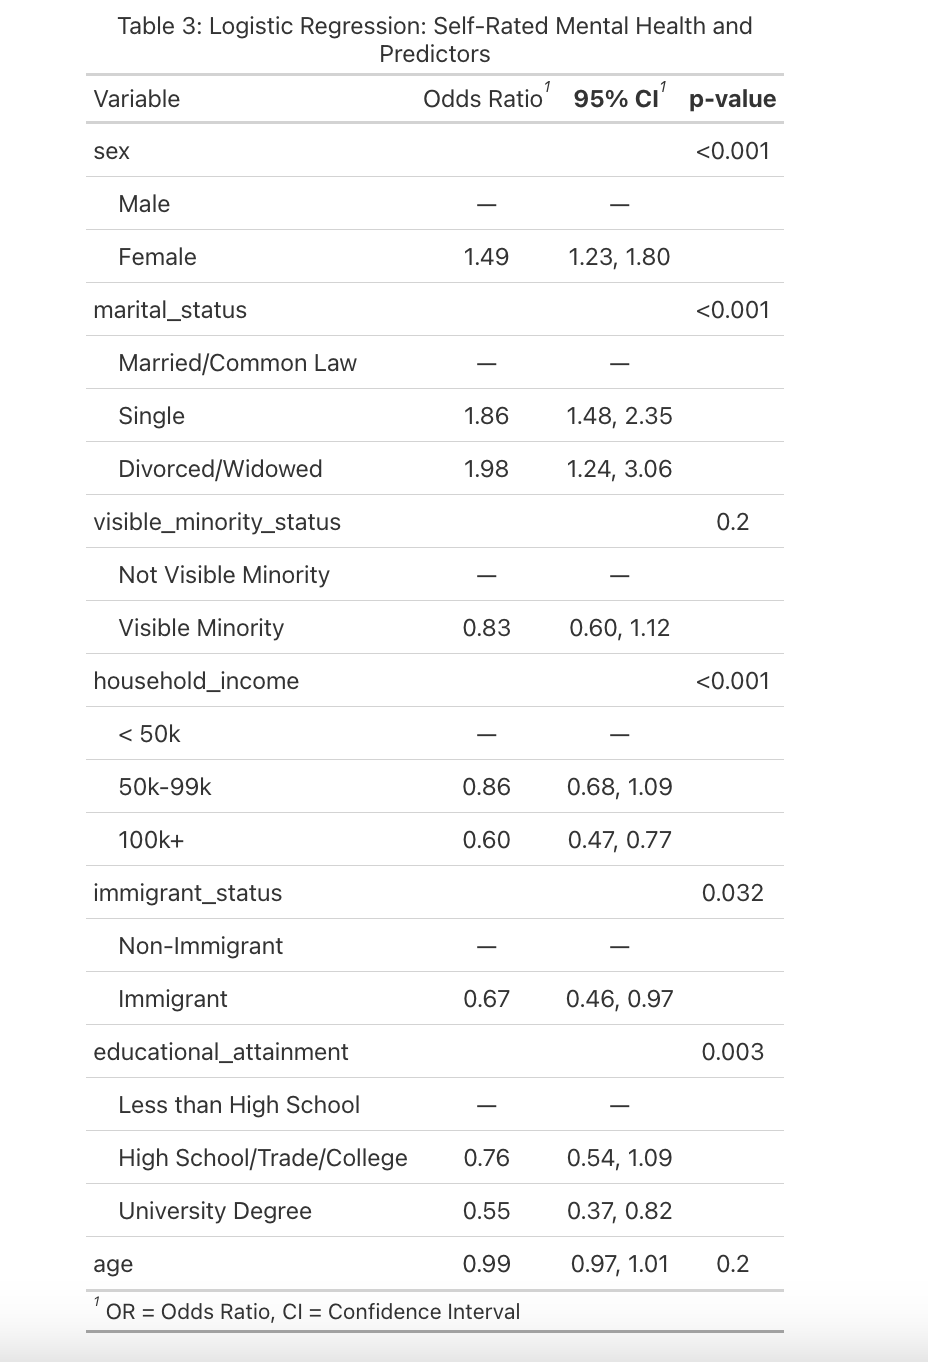 Table 3: Logistic Regression: Self-Rated Mental Health and
Predictors
Variable Odds Ratio1 95% CI1 p-value
sex <0.001
Male — —
Female 1.49 1.23, 1.80
marital_status <0.001
Married/Common Law — —
Single 1.86 1.48, 2.35
Divorced/Widowed 1.98 1.24, 3.06
visible_minority_status 0.2
Not Visible Minority — —
Visible Minority 0.83 0.60, 1.12
household_income <0.001
< 50k — —
50k-99k 0.86 0.68, 1.09
100k+ 0.60 0.47, 0.77
immigrant_status 0.032
Non-Immigrant — —
Immigrant 0.67 0.46, 0.97
educational_attainment 0.003
Less than High School — —
High School/Trade/College 0.76 0.54, 1.09
University Degree 0.55 0.37, 0.82
age 0.99 0.97, 1.01 0.2
1 OR = Odds Ratio, CI = Confidence Interval